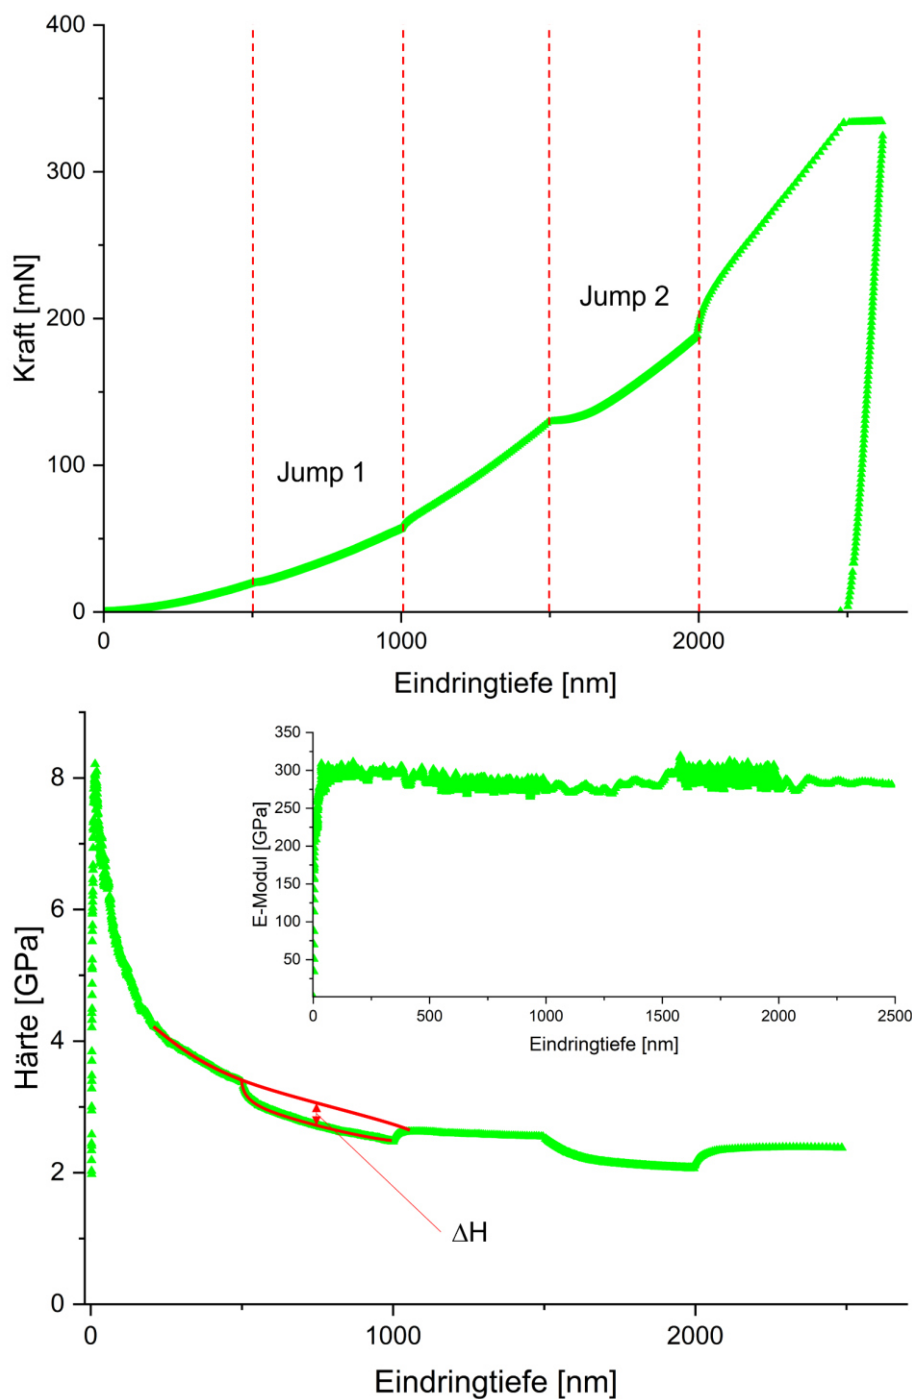 400
300
200
100
0
Kraft [mN]
Jump 1
Jump 2
0 1000 2000
Eindringtiefe [nm]
8
6
4
2
0
Härte [GPa]
350
300
250
200
150
100
50
E-Modul [GPa]
0 500 1000 1500 2000 2500
Eindringtiefe [nm]
ΔH
0 1000 2000
Eindringtiefe [nm]